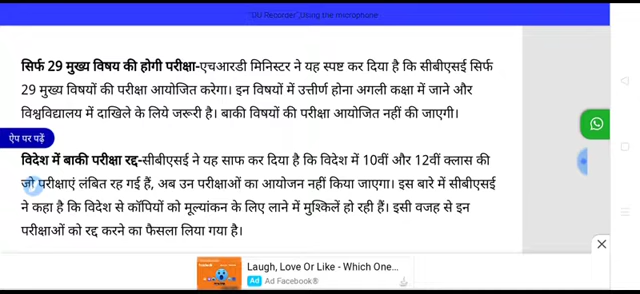 "DU Recorder",Using the microphone
सिर्फ 29 मुख्य विषय की होगी परीक्षा-एचआरडी मिनिस्टर ने यह स्पष्ट कर दिया है कि सीबीएसई सिर्फ
29 मुख्य विषयों की परीक्षा आयोजित करेगा। इन विषयों में उत्तीर्ण होना अगली कक्षा में जाने और
विश्वविद्यालय में दाखिले के लिये जरूरी है। बाकी विषयों की परीक्षा आयोजित नहीं की जाएगी।
ऐप पर पढ़ें
विदेश में बाकी परीक्षा रद्द-सीबीएसई ने यह साफ कर दिया है कि विदेश में 10वीं और 12वीं क्लास की
जो परीक्षाएं लंबित रह गई हैं, अब उन परीक्षाओं का आयोजन नहीं किया जाएगा। इस बारे में सीबीएसई
ने कहा है कि विदेश से कॉपियों को मूल्यांकन के लिए लाने में मुश्किलें हो रही हैं। इसी वजह से इन
परीक्षाओं को रद्द करने का फैसला लिया गया है।
Laugh, Love Or Like - Which One...
Ad Ad Facebook®